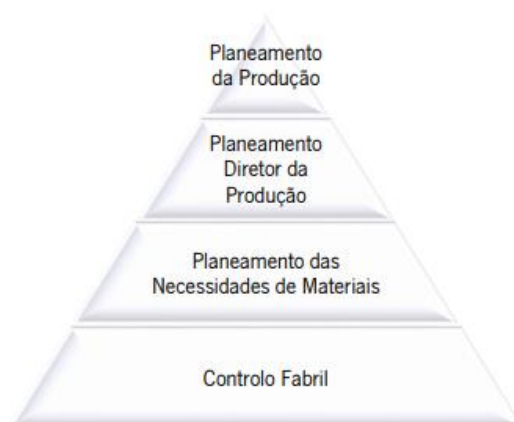 Planeamento
da Produção
Planeamento
Diretor da
Produção
Planeamento das
Necessidades de Materiais
Controlo Fabril